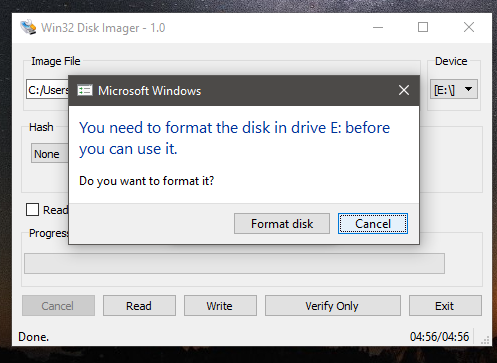 Win32 Disk Imager - 1.0
Image File
Device
C:/Users
[E:\]
Microsoft Windows
You need to format the disk in drive E: before
you can use it.
Do you want to format it?
Format disk
Cancel
Hash
None
Read
Progress
Cancel
Read
Write
Verify Only
Exit
Done.
04:56/04:56